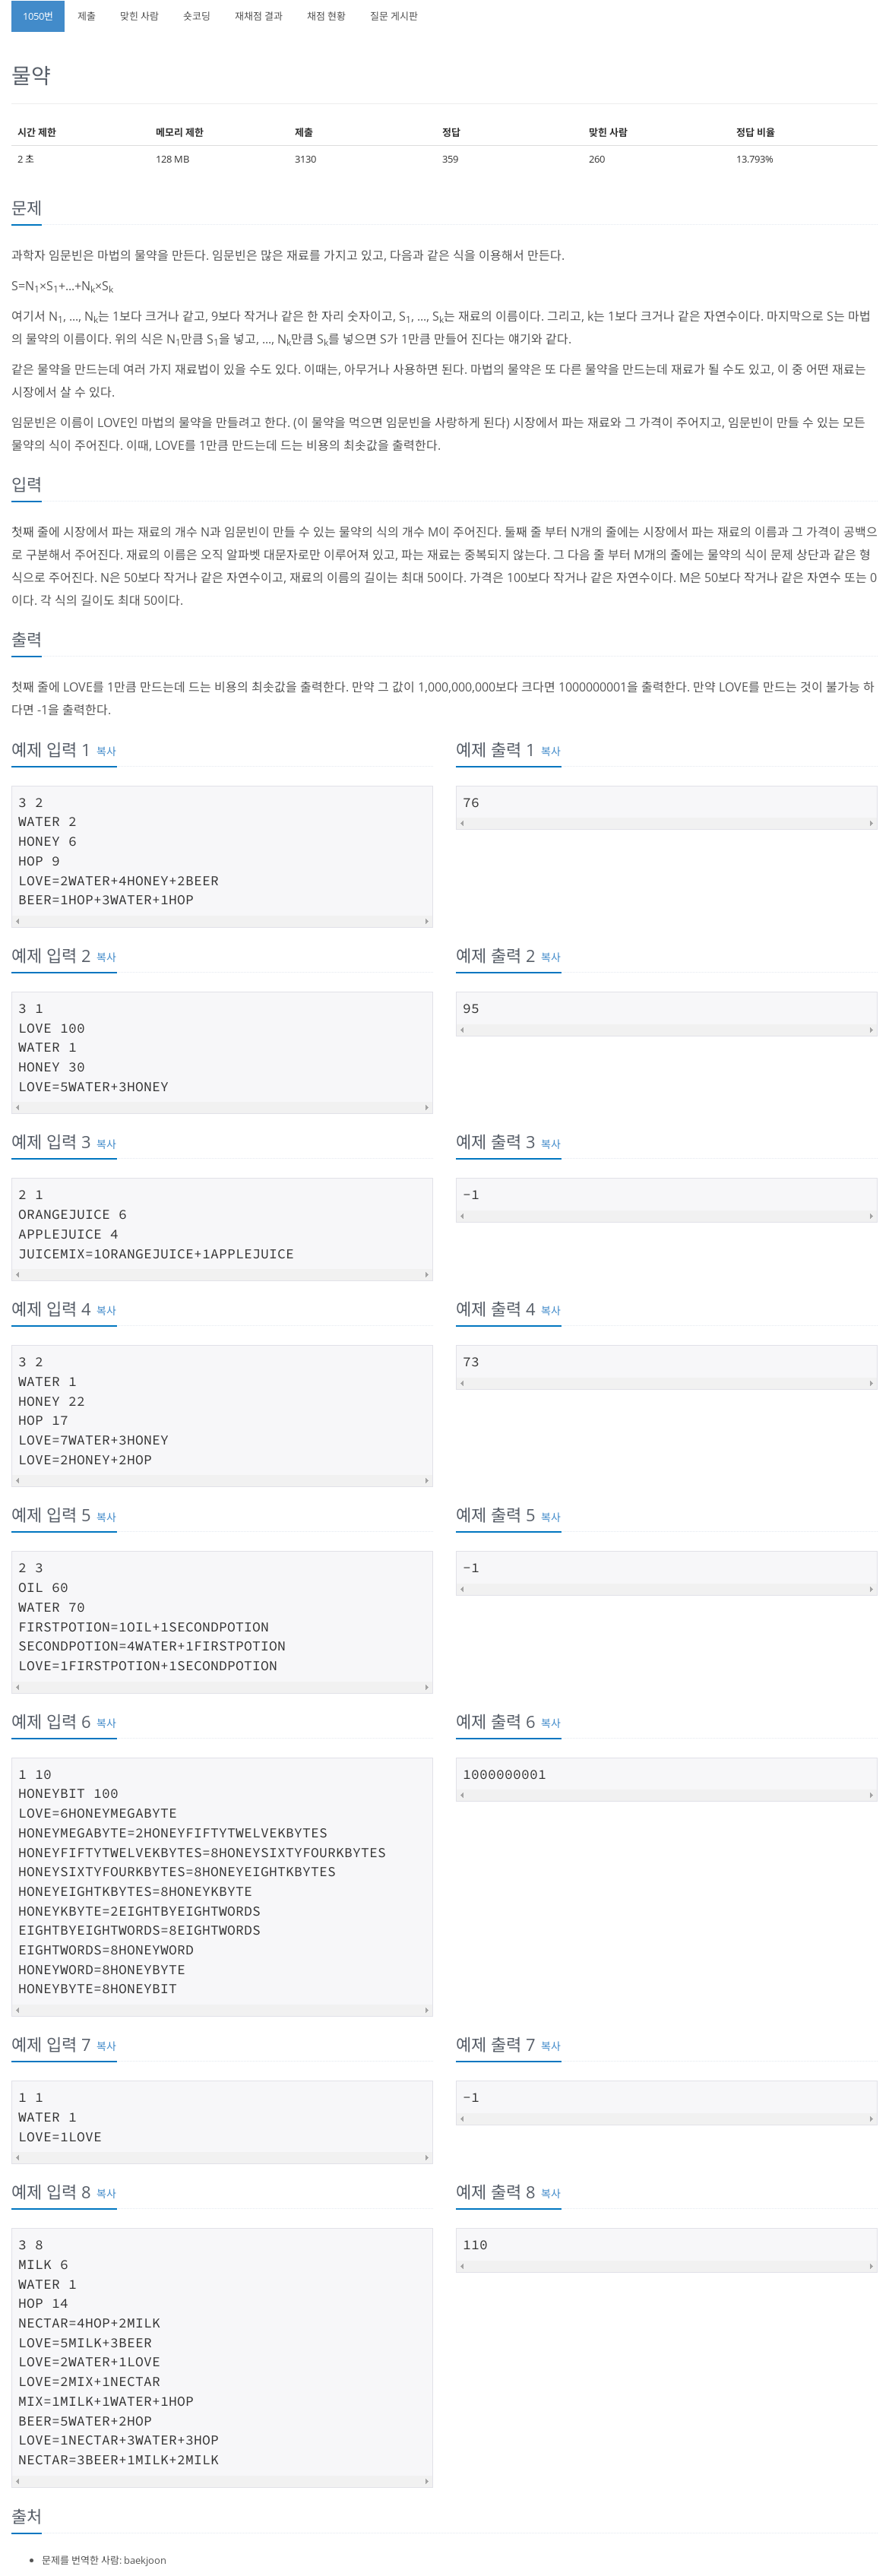 1050번 제출 맞힌 사람 숏코딩 재채점 결과 채점 현황 질문 게시판
물약
시간 제한 메모리 제한 제출 정답 맞힌 사람 정답 비율
2 초 128 MB 3130 359 260 13.793%
문제
과학자 임문빈은 마법의 물약을 만든다. 임문빈은 많은 재료를 가지고 있고, 다음과 같은 식을 이용해서 만든다.
S=N1×S1+...+Nk×Sk
여기서 N1, ..., Nk는 1보다 크거나 같고, 9보다 작거나 같은 한 자리 숫자이고, S1, ..., Sk는 재료의 이름이다. 그리고, k는 1보다 크거나 같은 자연수이다. 마지막으로 S는 마법
의 물약의 이름이다. 위의 식은 N1만큼 S1을 넣고, ..., Nk만큼 Sk를 넣으면 S가 1만큼 만들어 진다는 얘기와 같다.
같은 물약을 만드는데 여러 가지 재료법이 있을 수도 있다. 이때는, 아무거나 사용하면 된다. 마법의 물약은 또 다른 물약을 만드는데 재료가 될 수도 있고, 이 중 어떤 재료는
시장에서 살 수 있다.
임문빈은 이름이 LOVE인 마법의 물약을 만들려고 한다. (이 물약을 먹으면 임문빈을 사랑하게 된다) 시장에서 파는 재료와 그 가격이 주어지고, 임문빈이 만들 수 있는 모든
물약의 식이 주어진다. 이때, LOVE를 1만큼 만드는데 드는 비용의 최솟값을 출력한다.
입력
첫째 줄에 시장에서 파는 재료의 개수 N과 임문빈이 만들 수 있는 물약의 식의 개수 M이 주어진다. 둘째 줄 부터 N개의 줄에는 시장에서 파는 재료의 이름과 그 가격이 공백으
로 구분해서 주어진다. 재료의 이름은 오직 알파벳 대문자로만 이루어져 있고, 파는 재료는 중복되지 않는다. 그 다음 줄 부터 M개의 줄에는 물약의 식이 문제 상단과 같은 형
식으로 주어진다. N은 50보다 작거나 같은 자연수이고, 재료의 이름의 길이는 최대 50이다. 가격은 100보다 작거나 같은 자연수이다. M은 50보다 작거나 같은 자연수 또는 0
이다. 각 식의 길이도 최대 50이다.
출력
첫째 줄에 LOVE를 1만큼 만드는데 드는 비용의 최솟값을 출력한다. 만약 그 값이 1,000,000,000보다 크다면 1000000001을 출력한다. 만약 LOVE를 만드는 것이 불가능 하
다면 -1을 출력한다.
예제 입력 1 복사
3 2
WATER 2
HONEY 6
HOP 9
LOVE=2WATER+4HONEY+2BEER
BEER=1HOP+3WATER+1HOP
예제 출력 1 복사
76
예제 입력 2 복사
3 1
LOVE 100
WATER 1
HONEY 30
LOVE=5WATER+3HONEY
예제 출력 2 복사
95
예제 입력 3 복사
2 1
ORANGEJUICE 6
APPLEJUICE 4
JUICEMIX=1ORANGEJUICE+1APPLEJUICE
예제 출력 3 복사
-1
예제 입력 4 복사
3 2
WATER 1
HONEY 22
HOP 17
LOVE=7WATER+3HONEY
LOVE=2HONEY+2HOP
예제 출력 4 복사
73
예제 입력 5 복사
2 3
OIL 60
WATER 70
FIRSTPOTION=1OIL+1SECONDPOTION
SECONDPOTION=4WATER+1FIRSTPOTION
LOVE=1FIRSTPOTION+1SECONDPOTION
예제 출력 5 복사
-1
예제 입력 6 복사
1 10
HONEYBIT 100
LOVE=6HONEYMEGABYTE
HONEYMEGABYTE=2HONEYFIFTYTWELVEKBYTES
HONEYFIFTYTWELVEKBYTES=8HONEYSIXTYFOURKBYTES
HONEYSIXTYFOURKBYTES=8HONEYEIGHTKBYTES
HONEYEIGHTKBYTES=8HONEYKBYTE
HONEYKBYTE=2EIGHTBYEIGHTWORDS
EIGHTBYEIGHTWORDS=8EIGHTWORDS
EIGHTWORDS=8HONEYWORD
HONEYWORD=8HONEYBYTE
HONEYBYTE=8HONEYBIT
예제 출력 6 복사
1000000001
예제 입력 7 복사
1 1
WATER 1
LOVE=1LOVE
예제 출력 7 복사
-1
예제 입력 8 복사
3 8
MILK 6
WATER 1
HOP 14
NECTAR=4HOP+2MILK
LOVE=5MILK+3BEER
LOVE=2WATER+1LOVE
LOVE=2MIX+1NECTAR
MIX=1MILK+1WATER+1HOP
BEER=5WATER+2HOP
LOVE=1NECTAR+3WATER+3HOP
NECTAR=3BEER+1MILK+2MILK
예제 출력 8 복사
110
출처
문제를 번역한 사람: baekjoon